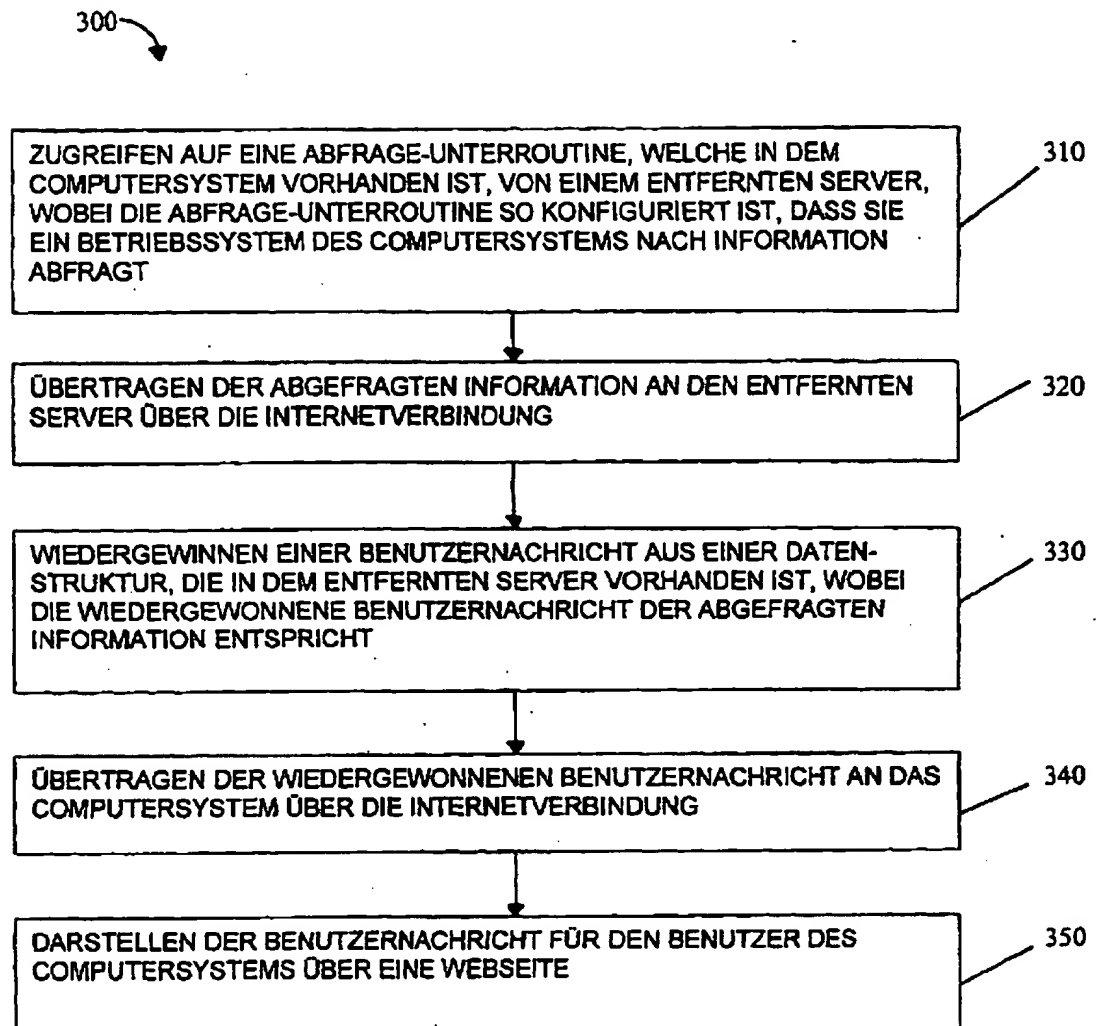 300
ZUGREIFEN AUF EINE ABFRAGE-UNTERROUTINE, WELCHE IN DEM
COMPUTERSYSTEM VORHANDEN IST, VON EINEM ENTFERNTEN SERVER,
WOBEI DIE ABFRAGE-UNTERROUTINE SO KONFIGURIERT IST, DASS SIE
EIN BETRIEBSSYSTEM DES COMPUTERSYSTEMS NACH INFORMATION
ABFRAGT
310
ÜBERTRAGEN DER ABGEFRAGTEN INFORMATION AN DEN ENTFERNTEN
SERVER ÜBER DIE INTERNETVERBINDUNG
320
WIEDERGEWINNEN EINER BENUTZERNACHRICHT AUS EINER DATEN-
STRUKTUR, DIE IN DEM ENTFERNTEN SERVER VORHANDEN IST, WOBEI
DIE WIEDERGEWONNENE BENUTZERNACHRICHT DER ABGEFRAGTEN
INFORMATION ENTSPRICHT
330
ÜBERTRAGEN DER WIEDERGEWONNENEN BENUTZERNACHRICHT AN DAS
COMPUTERSYSTEM ÜBER DIE INTERNETVERBINDUNG
340
DARSTELLEN DER BENUTZERNACHRICHT FÜR DEN BENUTZER DES
COMPUTERSYSTEMS ÜBER EINE WEBSEITE
350